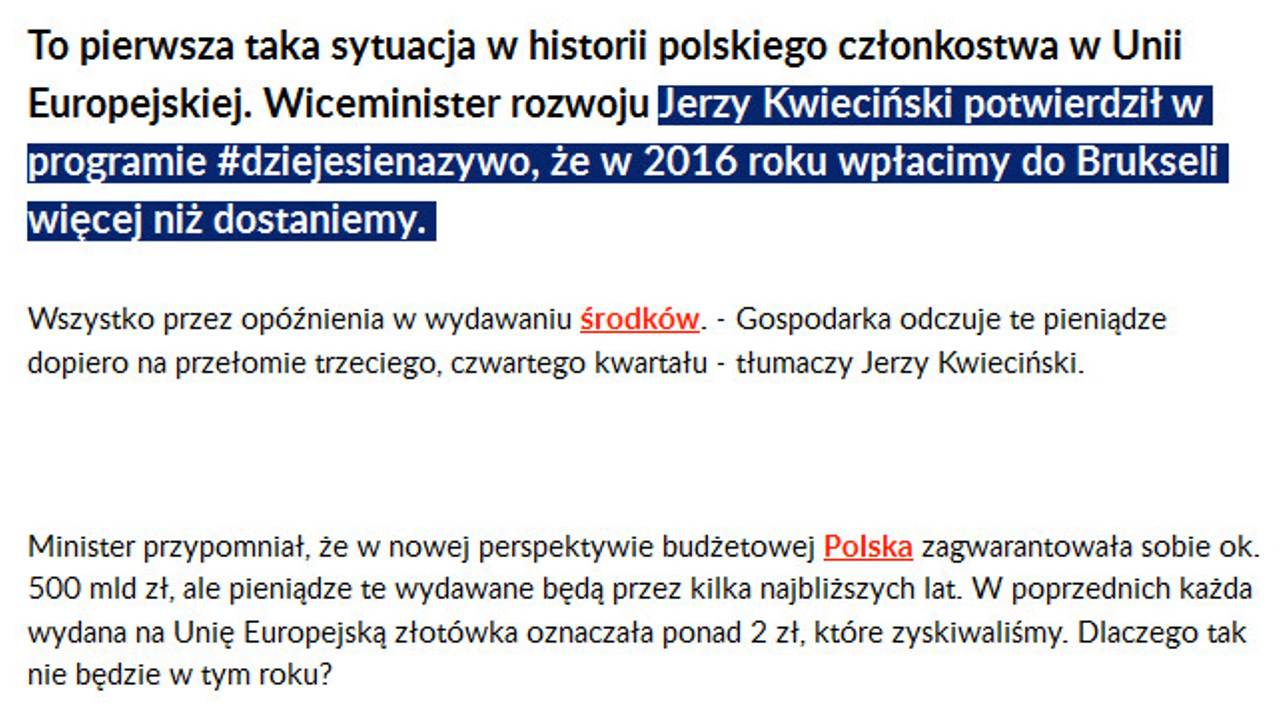 To pierwsza taka sytuacja w historii polskiego członkostwa w Unii
Europejskiej. Wiceminister rozwoju Jerzy Kwieciński potwierdził w
programie #dziejesienazywo, że w 2016 roku wpłacimy do Brukseli
więcej niż dostaniemy.
Wszystko przez opóźnienia w wydawaniu środków. - Gospodarka odczuje te pieniądze
dopiero na przełomie trzeciego, czwartego kwartału - tłumaczy Jerzy Kwieciński.
Minister przypomniał, że w nowej perspektywie budżetowej Polska zagwarantowała sobie ok.
500 mld zł, ale pieniądze te wydawane będą przez kilka najbliższych lat. W poprzednich każda
wydana na Unię Europejską złotówka oznaczała ponad 2 zł, które zyskiwaliśmy. Dlaczego tak
nie będzie w tym roku?